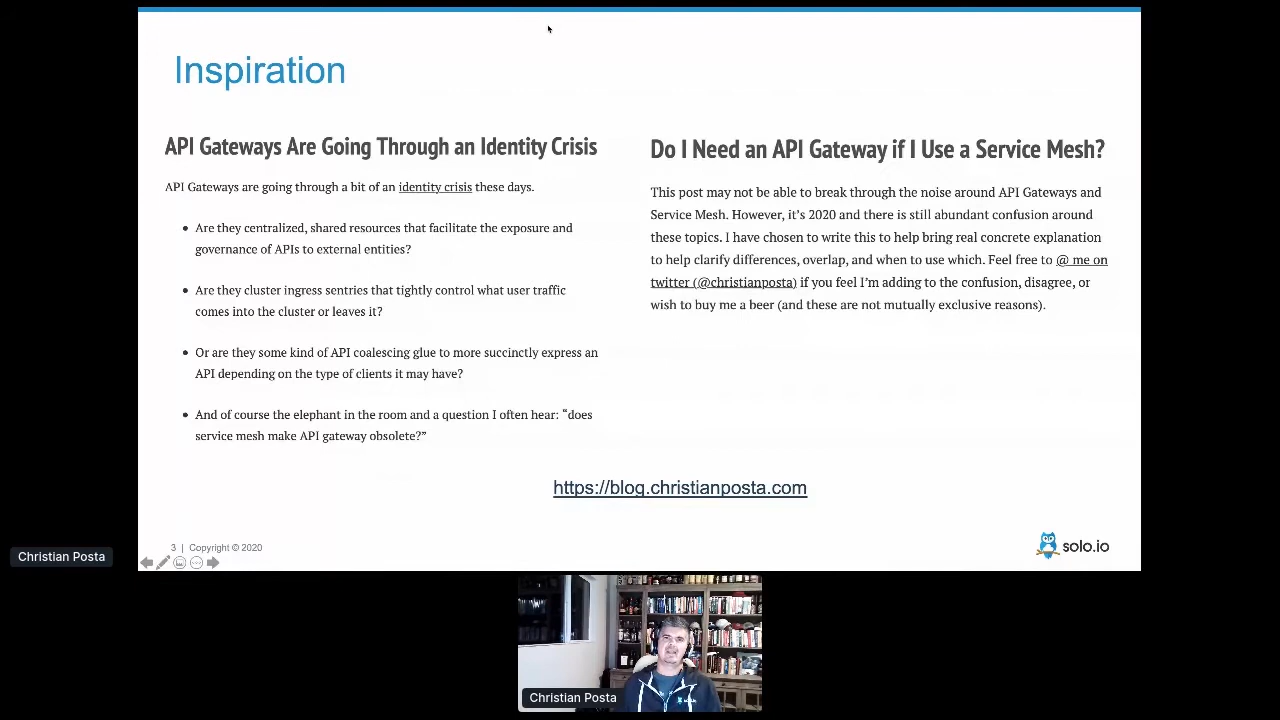 Inspiration
API Gateways Are Going Through an Identity Crisis
API Gateways are going through a bit of an identity crisis these days.
• Are they centralized, shared resources that facilitate the exposure and
governance of APIs to external entities?
• Are they cluster ingress sentries that tightly control what user traffic
comes into the cluster or leaves it?
• Or are they some kind of API coalescing glue to more succinctly express an
API depending on the type of clients it may have?
• And of course the elephant in the room and a question I often hear: “does
service mesh make API gateway obsolete?”
Do I Need an API Gateway if I Use a Service Mesh?
This post may not be able to break through the noise around API Gateways and
Service Mesh. However, it’s 2020 and there is still abundant confusion around
these topics. I have chosen to write this to help bring real concrete explanation
to help clarify differences, overlap, and when to use which. Feel free to @ me on
twitter (@christianposta) if you feel I’m adding to the confusion, disagree, or
wish to buy me a beer (and these are not mutually exclusive reasons).
https://blog.christianposta.com
3 | Copyright © 2020
solo.io
Christian Posta
Christian Posta